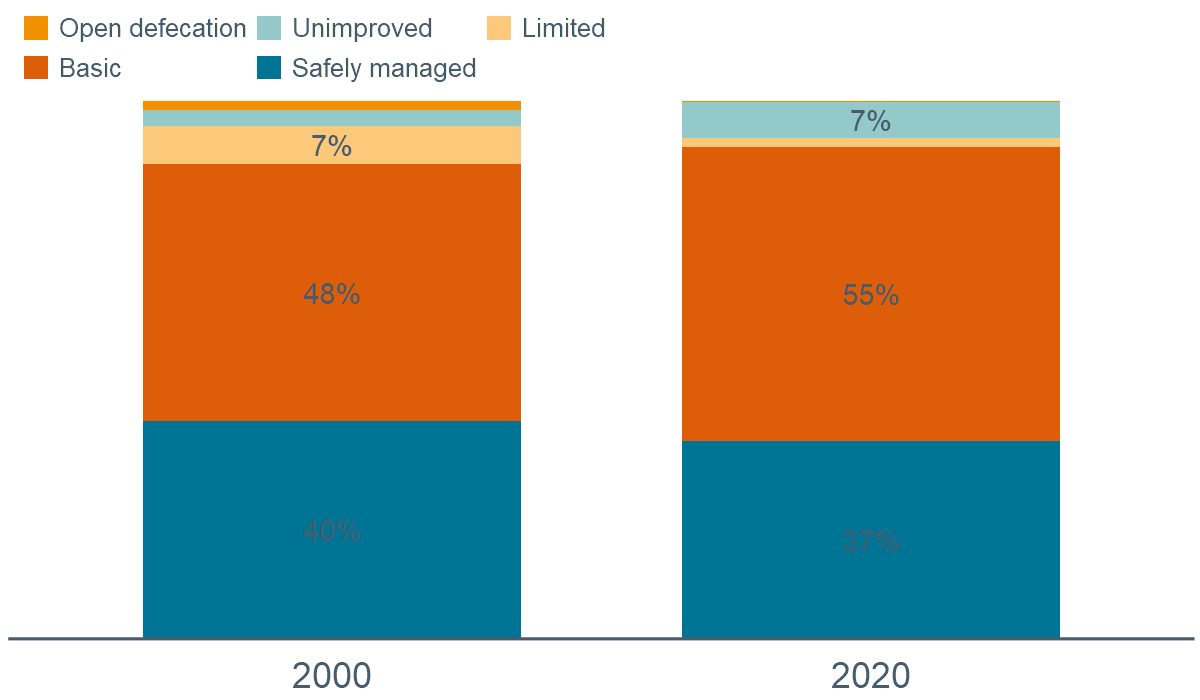 Open defecation Unimproved Limited
Basic Safely managed
7% 7%
48% 55%
40% 37%
2000 2020